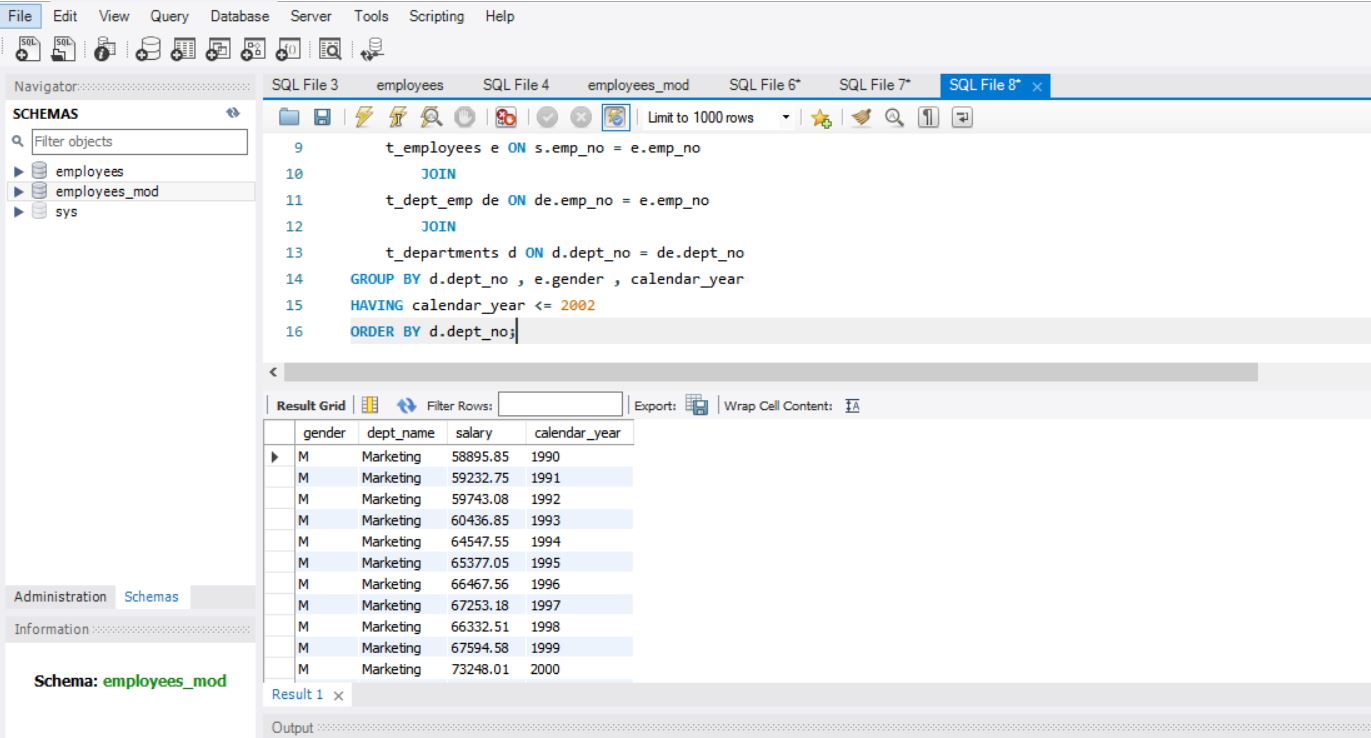 File Edit View Query Database Server Tools Scripting Help
SQL SQL
Navigator
SCHEMAS
Filter objects
employees
employees_mod
sys
Administration Schemas
Information
Schema: employees_mod
SQL File 3 employees SQL File 4 employees_mod SQL File 6* SQL File 7* SQL File 8* ×
Limit to 1000 rows
9 t_employees e ON s.emp_no = e.emp_no
10 JOIN
11 t_dept_emp de ON de.emp_no = e.emp_no
12 JOIN
13 t_departments d ON d.dept_no = de.dept_no
14 GROUP BY d.dept_no , e.gender , calendar_year
15 HAVING calendar_year <= 2002
16 ORDER BY d.dept_no;
Result Grid Filter Rows: Export: Wrap Cell Content: IA
gender dept_name salary calendar_year
M Marketing 58895.85 1990
M Marketing 59232.75 1991
M Marketing 59743.08 1992
M Marketing 60436.85 1993
M Marketing 64547.55 1994
M Marketing 65377.05 1995
M Marketing 66467.56 1996
M Marketing 67253.18 1997
M Marketing 66332.51 1998
M Marketing 67594.58 1999
M Marketing 73248.01 2000
Result 1 ×
Output